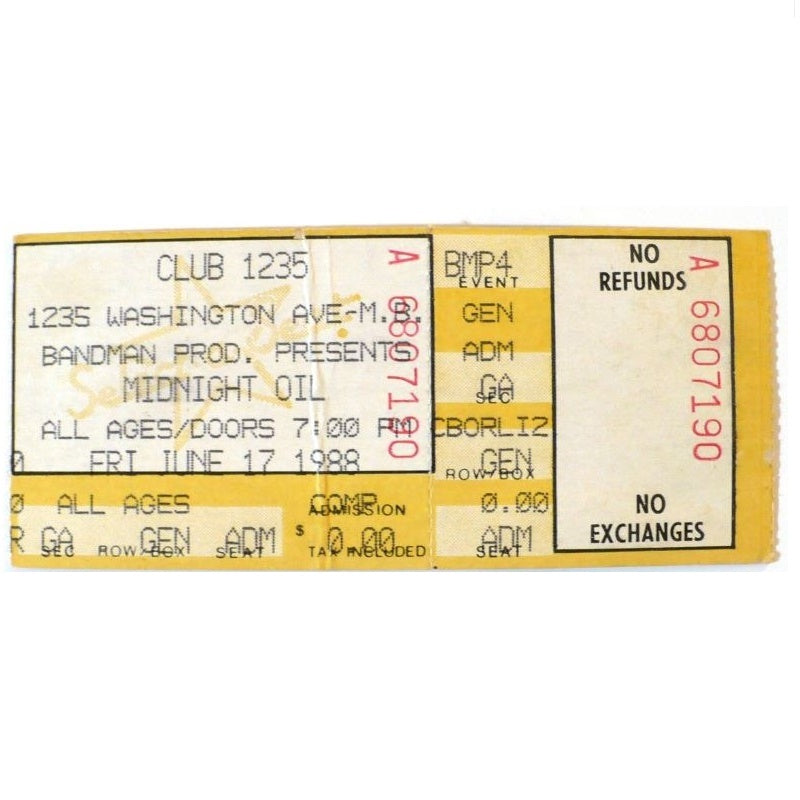 CLUB 1235
1235 WASHINGTON AVE-M.B.
BANDMAN PROD. PRESENTS
MIDNIGHT OIL
ALL AGES/DOORS 7:00 PM
FRI JUNE 17 1988
0 ALL AGES COMP
ADMISSION
R GA GEN ADM $ 0.00
SEC ROW/BOX SEAT TAX INCLUDED
A 6807190
BMP4
EVENT
GEN
ADM
GA
SEC
CBORLIZ
GEN
ROW/BOX
0.00
ADM
SEAT
NO
REFUNDS
A 6807190
NO
EXCHANGES